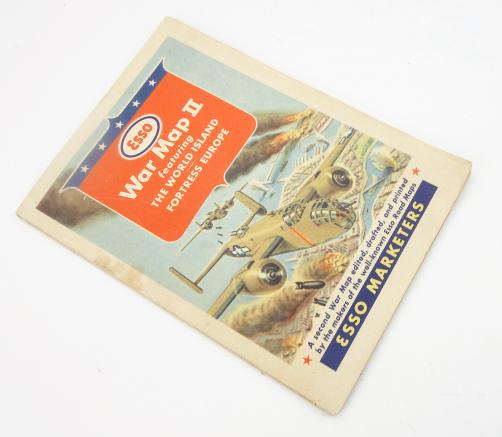 Esso
War Map II
featuring
THE WORLD ISLAND
FORTRESS EUROPE
A second War Map edited, drafted, and printed
by the makers of the well-known Esso Road Maps
ESSO MARKETERS